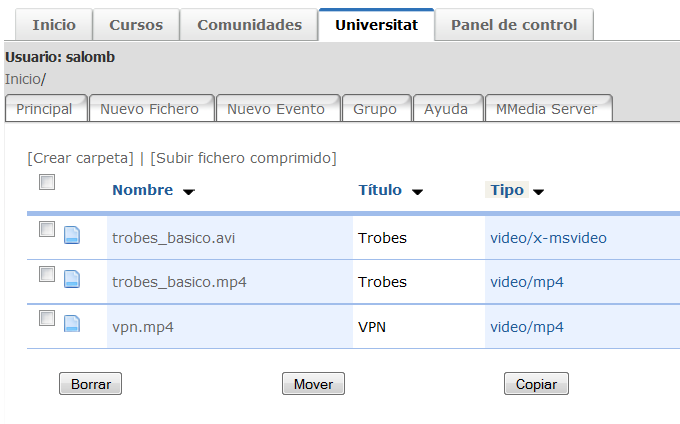 Inicio Cursos Comunidades Universitat Panel de control
Usuario: salomb
Inicio/
Principal Nuevo Fichero Nuevo Evento Grupo Ayuda MMedia Server
[Crear carpeta] | [Subir fichero comprimido]
Nombre Título Tipo
trobes_basico.avi Trobes video/x-msvideo
trobes_basico.mp4 Trobes video/mp4
vpn.mp4 VPN video/mp4
Borrar Mover Copiar